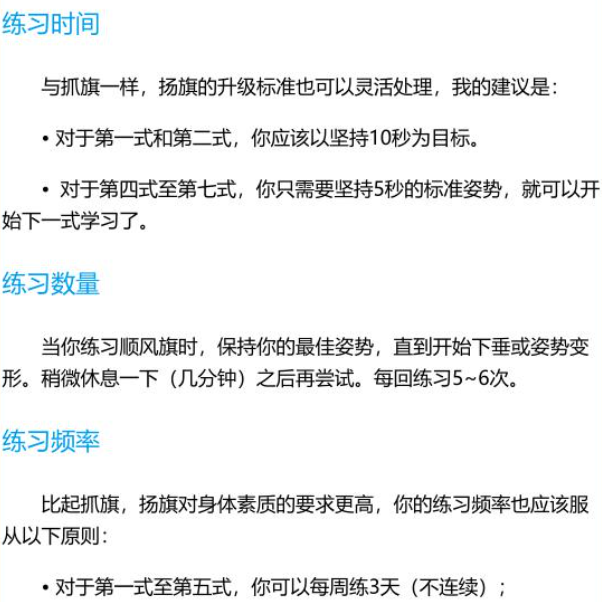 练习时间
与抓旗一样，扬旗的升级标准也可以灵活处理，我的建议是：
• 对于第一式和第二式，你应该以坚持10秒为目标。
• 对于第四式至第七式，你只需要坚持5秒的标准姿势，就可以开
始下一式学习了。
练习数量
当你练习顺风旗时，保持你的最佳姿势，直到开始下垂或姿势变
形。稍微休息一下（几分钟）之后再尝试。每回练习5~6次。
练习频率
比起抓旗，扬旗对身体素质的要求更高，你的练习频率也应该服
从以下原则：
• 对于第一式至第五式，你可以每周练3天（不连续）；